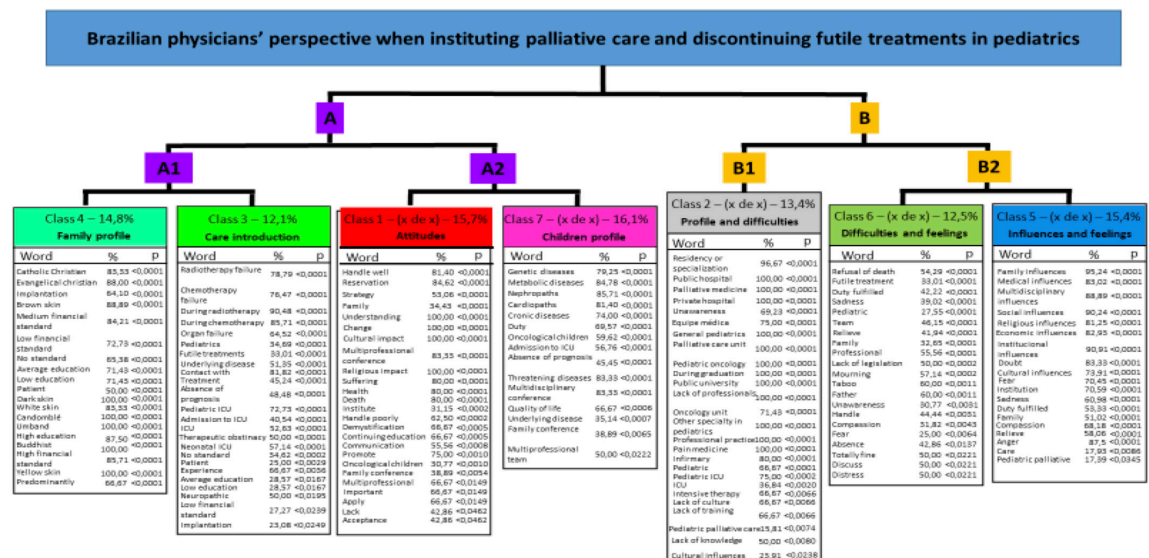 Brazilian physicians' perspective when instituting palliative care and discontinuing futile treatments in pediatrics
A
B
A1
A2
B1
B2
Class 4 – 14,8%
Family profile
Word % P
Catholic Christian 83,33 <0,0001
Evangelical christian 88,00 <0,0001
Implantation 64,10 <0,0001
Brown skin 88,89 <0,0001
Medium financial
standard 84,21 <0,0001
Low financial
standard 72,73 <0,0001
No standard 65,38 <0,0001
Average education 71,43 <0,0001
Low education 71,43 <0,0001
Patient 50,00 <0,0001
Dark skin 100,00 <0,0001
White skin 83,33 <0,0001
Candomblé 100,00 <0,0001
Umband 100,00 <0,0001
High education 87,50 <0,0001
Buddhist 100,00
High financial
standard 85,71 <0,0001
Yellow skin 100,00 <0,0001
Predominantly 66,67 <0,0001
Class 3 – 12,1%
Care introduction
Word % P
Radiotherapy failure 78,79 <0,0001
Chemotherapy
failure 76,47 <0,0001
During radiotherapy 90,48 <0,0001
During chemotherapy 85,71 <0,0001
Organ failure 64,52 <0,0001
Pediatrics 34,69 <0,0001
Futile treatments 33,01 <0,0001
Underlying disease 51,35 <0,0001
Contact with 81,82 <0,0001
Treatment 45,24 <0,0001
Absence of
prognosis 48,48 <0,0001
Pediatric ICU 72,73 <0,0001
Admission to ICU 40,54 <0,0001
ICU 52,63 <0,0001
Therapeutic obstinacy 50,00 <0,0001
Neonatal ICU 57,14 <0,0001
No standard 34,62 <0,0002
Patient 25,00 <0,0029
Experience 66,67 <0,0036
Average education 28,57 <0,0167
Low education 28,57 <0,0167
Neuropathic 50,00 <0,0195
Low financial
standard 27,27 <0,0239
Implantation 23,08 <0,0249
Class 1 – (x de x) – 15,7%
Attitudes
Word % P
Handle well 81,40 <0,0001
Reservation 84,62 <0,0001
Strategy 53,06 <0,0001
Family 34,43 <0,0001
Understanding 100,00 <0,0001
Change 100,00 <0,0001
Cultural impact 100,00 <0,0001
Multiprofessional
conference 83,33 <0,0001
Religious impact 100,00 <0,0001
Suffering 80,00 <0,0001
Health 80,00 <0,0001
Death 80,00 <0,0001
Institute 31,15 <0,0002
Handle poorly 62,50 <0,0002
Demystification 66,67 <0,0005
Continuing education 66,67 <0,0005
Communication 55,56 <0,0008
Promote 75,00 <0,0010
Oncological children 30,77 <0,0010
Family conference 38,89 <0,0054
Multiprofessional 66,67 <0,0149
Important 66,67 <0,0149
Apply 66,67 <0,0149
Lack 42,86 <0,0462
Acceptance 42,86 <0,0462
Class 7 – (x de x) – 16,1%
Children profile
Word % P
Genetic diseases 79,25 <0,0001
Metabolic diseases 84,78 <0,0001
Nephropaths 85,71 <0,0001
Cardiopaths 81,40 <0,0001
Cronic diseases 74,00 <0,0001
Duty 69,57 <0,0001
Oncological children 59,62 <0,0001
Admission to ICU 56,76 <0,0001
Absence of prognosis
45,45 <0,0001
Threatening diseases 83,33 <0,0001
Multidisciplinary
conference 83,33 <0,0001
Quality of life 66,67 <0,0006
Underlying disease 35,14 <0,0007
Family conference
38,89 <0,0065
Multiprofessional
team 50,00 <0,0222
Class 2 – (x de x) – 13,4%
Profile and difficulties
Word % P
Residency or
specialization 96,67 <0,0001
Public hospital 100,00 <0,0001
Palliative medicine 100,00 <0,0001
Private hospital 100,00 <0,0001
Unawareness 69,23 <0,0001
Equipe médica 75,00 <0,0001
General pediatrics 100,00 <0,0001
Palliative care unit
100,00 <0,0001
Pediatric oncology 100,00 <0,0001
During graduation 100,00 <0,0001
Public university 100,00 <0,0001
Lack of professionals 100,00 <0,0001
Oncology unit 71,43 <0,0001
Other specialty in
pediatrics 100,00 <0,0001
Professional practice 100,00 <0,0001
Pain medicine 100,00 <0,0001
Infirmary 80,00 <0,0001
Pediatric 66,67 <0,0001
Pediatric ICU 75,00 <0,0002
ICU 36,84 <0,0020
Intensive therapy 66,67 <0,0066
Lack of culture 66,67 <0,0066
Lack of training
66,67 <0,0066
Pediatric palliative care 15,81 <0,0074
Lack of knowledge 50,00 <0,0080
Cultural influences 23,91 <0,0238
Class 6 – (x de x) – 12,5%
Difficulties and feelings
Word % P
Refusal of death 54,29 <0,0001
Futile treatment 33,01 <0,0001
Duty fulfilled 42,22 <0,0001
Sadness 39,02 <0,0001
Pediatric 27,55 <0,0001
Team 46,15 <0,0001
Relieve 41,94 <0,0001
Family 32,65 <0,0001
Professional 55,56 <0,0001
Lack of legislation 50,00 <0,0002
Mourning 57,14 <0,0002
Taboo 60,00 <0,0011
Father 60,00 <0,0011
Unawareness 30,77 <0,0031
Handle 44,44 <0,0031
Compassion 31,82 <0,0043
Fear 25,00 <0,0064
Absence 42,86 <0,0137
Totally fine 50,00 <0,0221
Discuss 50,00 <0,0221
Distress 50,00 <0,0221
Class 5 – (x de x) – 15,4%
Influences and feelings
Word % P
Family influences 95,24 <0,0001
Medical influences 83,02 <0,0001
Multidisciplinary
influences 88,89 <0,0001
Social influences 90,24 <0,0001
Religious influences 81,25 <0,0001
Economic influences 82,93 <0,0001
Institucional
influences 90,91 <0,0001
Doubt 83,33 <0,0001
Cultural influences 73,91 <0,0001
Fear 70,45 <0,0001
Institution 70,59 <0,0001
Sadness 60,98 <0,0001
Duty fulfilled 53,33 <0,0001
Family 51,02 <0,0001
Compassion 68,18 <0,0001
Relieve 58,06 <0,0001
Anger 87,5 <0,0001
Care 17,93 <0,0086
Pediatric palliative 17,39 <0,0345